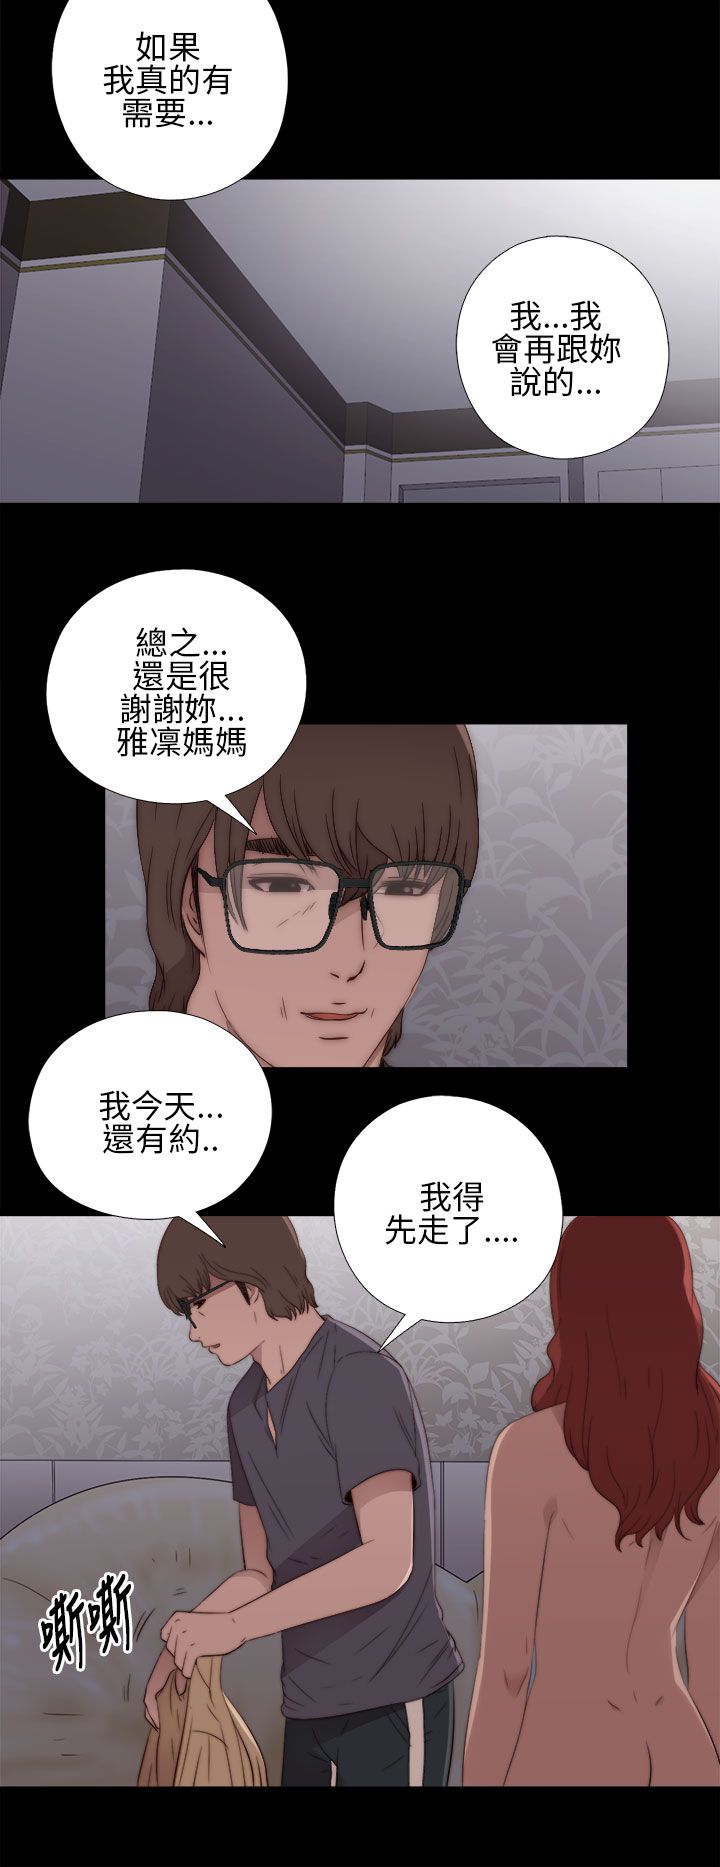 如果
我真的有
需要...
我...我
會再跟妳
說的...
總之...
還是很
謝謝妳...
雅凜媽媽
我今天...
還有約..
我得
先走了....
嘶嘶